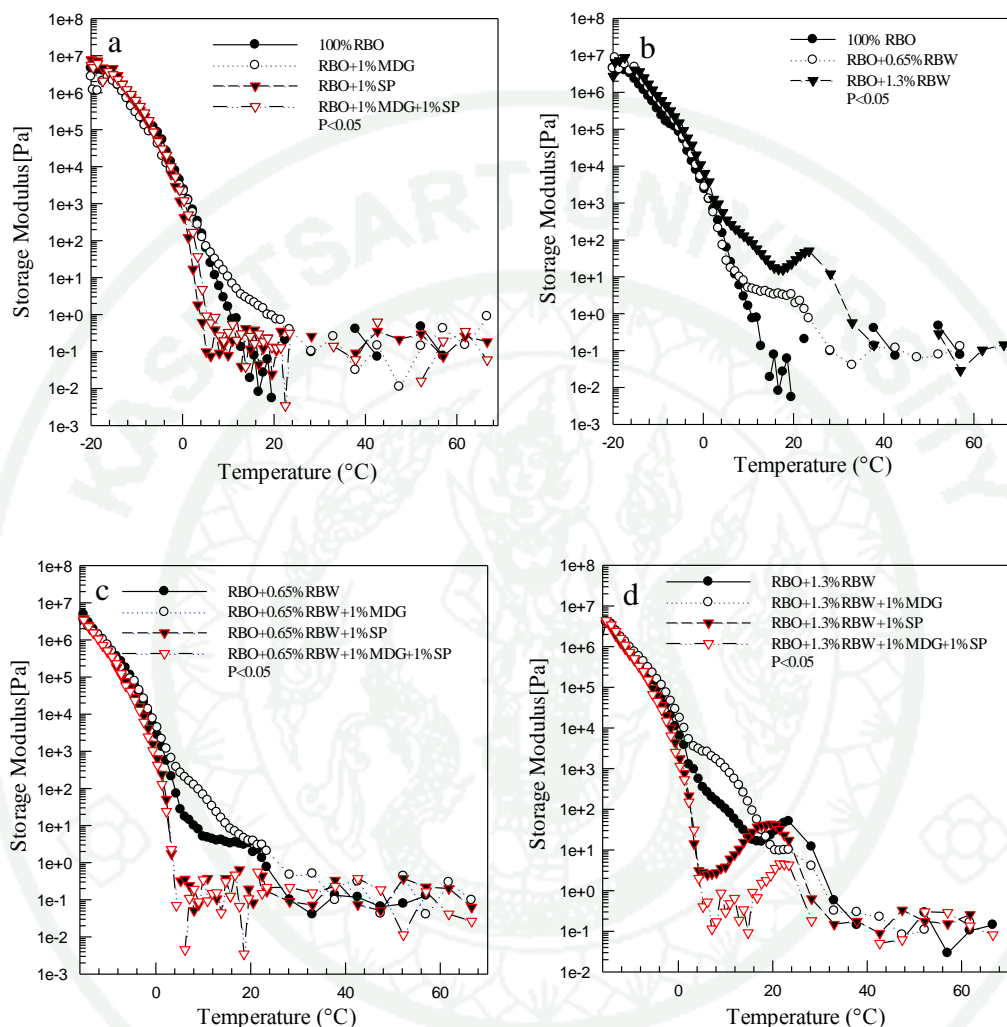 a
100%RBO
RBO+1%MDG
RBO+1%SP
RBO+1%MDG+1%SP
P<0.05
Storage Modulus[Pa]
1e+8
1e+7
1e+6
1e+5
1e+4
1e+3
1e+2
1e+1
1e+0
1e-1
1e-2
1e-3
-20 0 20 40 60
Temperature (°C)
b
100% RBO
RBO+0.65%RBW
RBO+1.3%RBW
P<0.05
Storage Modulus[Pa]
1e+8
1e+7
1e+6
1e+5
1e+4
1e+3
1e+2
1e+1
1e+0
1e-1
1e-2
1e-3
-20 0 20 40 60
Temperature (°C)
KASETSART UNIVERSITY
c
RBO+0.65%RBW
RBO+0.65%RBW+1%MDG
RBO+0.65%RBW+1%SP
RBO+0.65%RBW+1%MDG+1%SP
P<0.05
Storage Modulus[Pa]
1e+8
1e+7
1e+6
1e+5
1e+4
1e+3
1e+2
1e+1
1e+0
1e-1
1e-2
1e-3
0 20 40 60
Temperature (°C)
d
RBO+1.3%RBW
RBO+1.3%RBW+1%MDG
RBO+1.3%RBW+1%SP
RBO+1.3%RBW+1%MDG+1%SP
P<0.05
Storage Modulus[Pa]
1e+8
1e+7
1e+6
1e+5
1e+4
1e+3
1e+2
1e+1
1e+0
1e-1
1e-2
0 20 40 60
Temperature (°C)